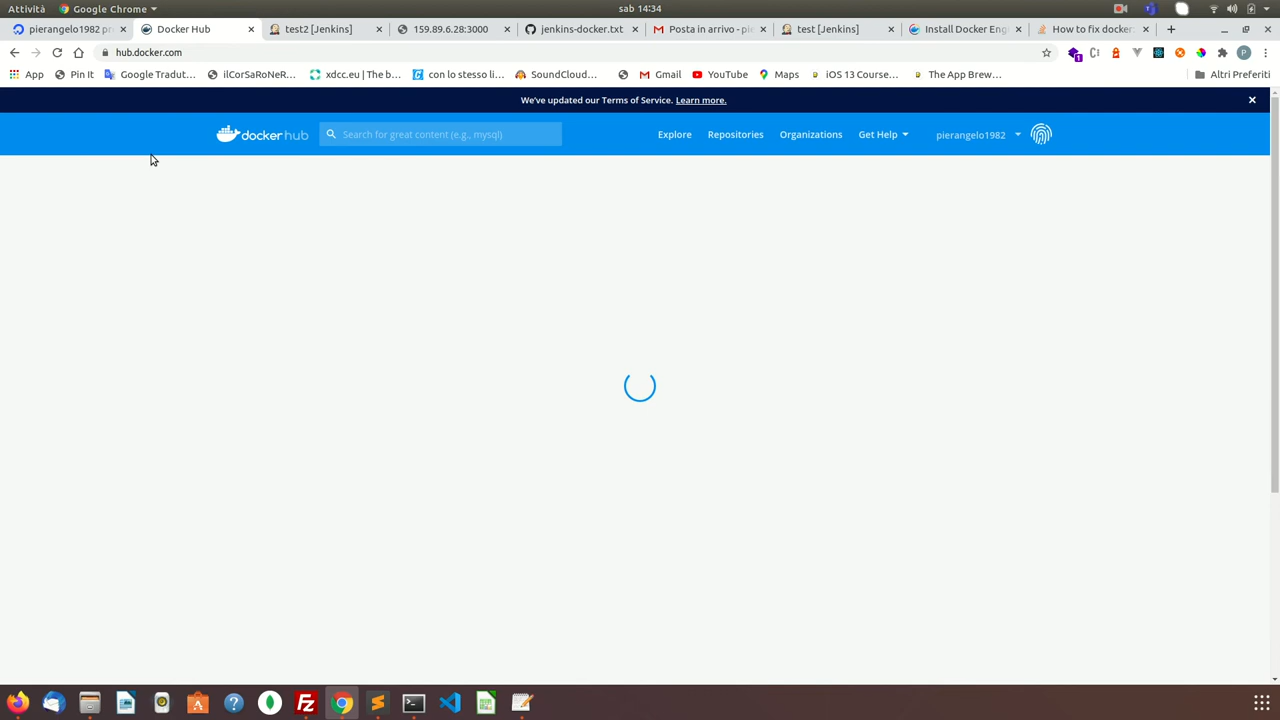 Attività
Google Chrome
sab 14:34
pierangelo1982 pr
Docker Hub
test2 [Jenkins]
159.89.6.28:3000
jenkins-docker.txt
Posta in arrivo - pie
test [Jenkins]
Install Docker Engi
How to fix docker:
hub.docker.com
App
Pin It
Google Tradut...
ilCorSaRoNeR...
xdcc.eu | The b...
con lo stesso li...
SoundCloud...
Gmail
YouTube
Maps
iOS 13 Course...
The App Brew...
Altri Preferiti
We've updated our Terms of Service. Learn more.
docker hub
Search for great content (e.g., mysql)
Explore
Repositories
Organizations
Get Help
pierangelo1982